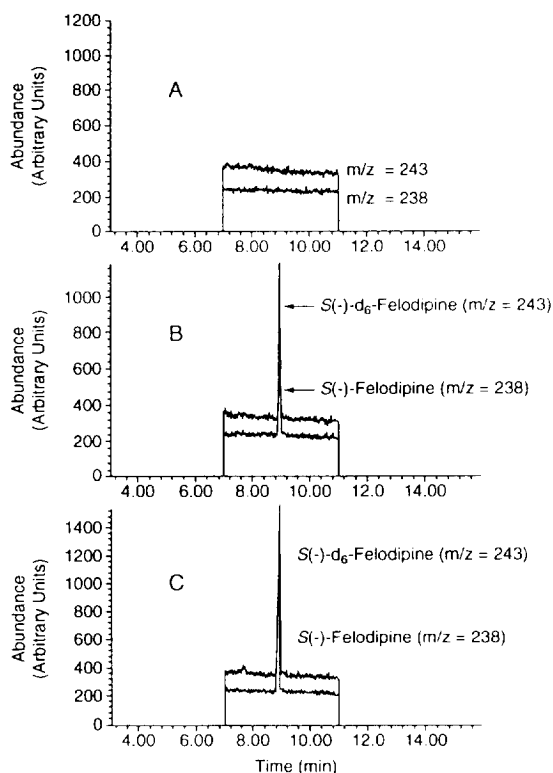 1200
1000
800
600
400
200
0
Abundance
(Arbitrary Units)
A
m/z = 243
m/z = 238
4.00 6.00 8.00 10.00 12.0 14.00
1000
800
600
400
200
0
Abundance
(Arbitrary Units)
B
S(-)-d6-Felodipine (m/z = 243)
S(-)-Felodipine (m/z = 238)
4.00 6.00 8.00 10.00 12.0 14.00
1400
1200
1000
800
600
400
200
0
Abundance
(Arbitrary Units)
C
S(-)-d6-Felodipine (m/z = 243)
S(-)-Felodipine (m/z = 238)
4.00 6.00 8.00 10.00 12.0 14.00
Time (min)